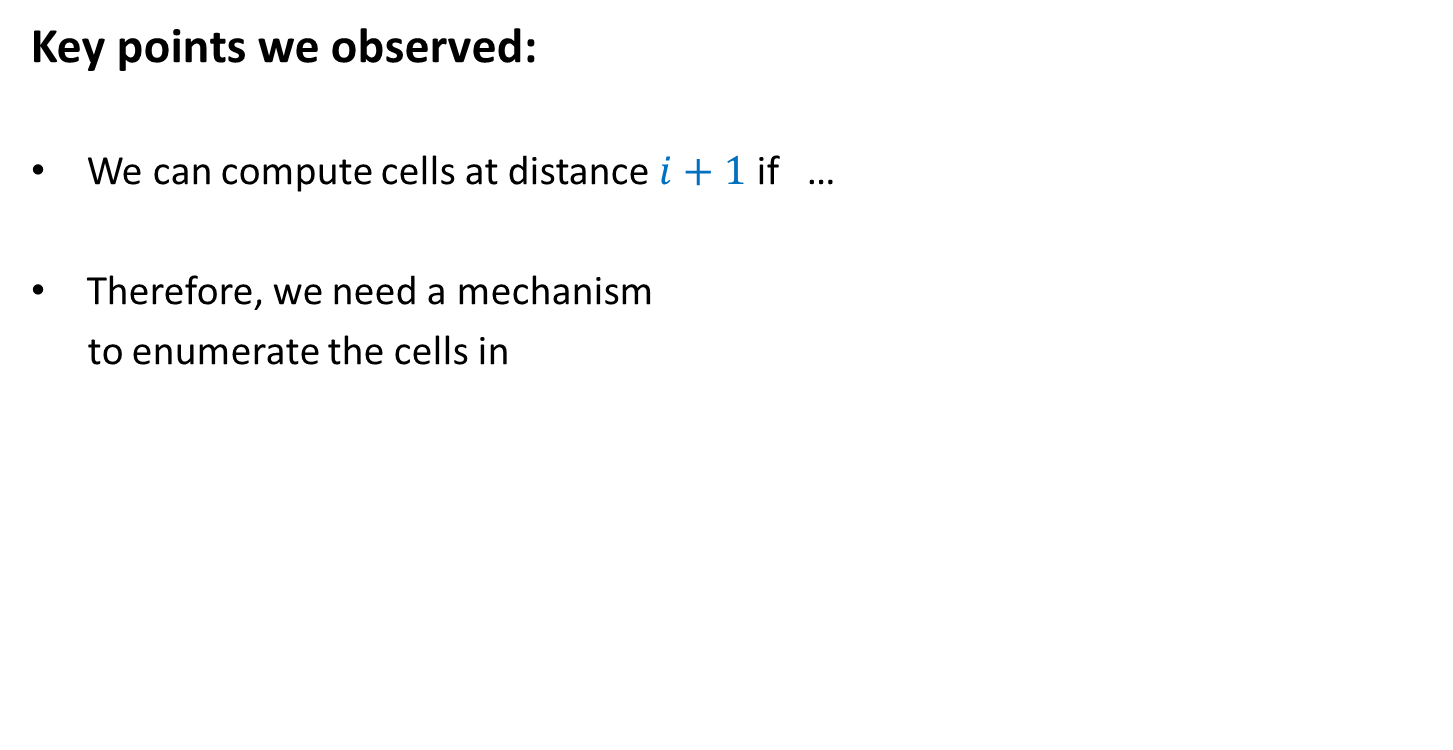 Key points we observed:
• We can compute cells at distance i + 1 if …
• Therefore, we need a mechanism
to enumerate the cells in